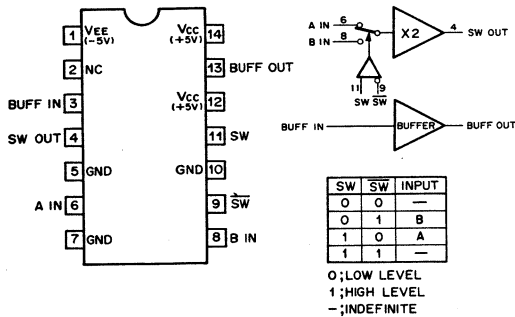 1 VEE (-5V)
VCC (+5V) 14
2 NC
13 BUFF OUT
BUFF IN 3
VCC (+5V) 12
SW OUT 4
11 SW
5 GND
GND 10
A IN 6
9 S̅W̅
7 GND
8 B IN
A IN 6
B IN 8
X2
4 SW OUT
11 9
SW S̅W̅
BUFF IN
BUFFER
BUFF OUT
SW S̅W̅ INPUT
0 0 —
0 1 B
1 0 A
1 1 —
0;LOW LEVEL
1;HIGH LEVEL
—;INDEFINITE